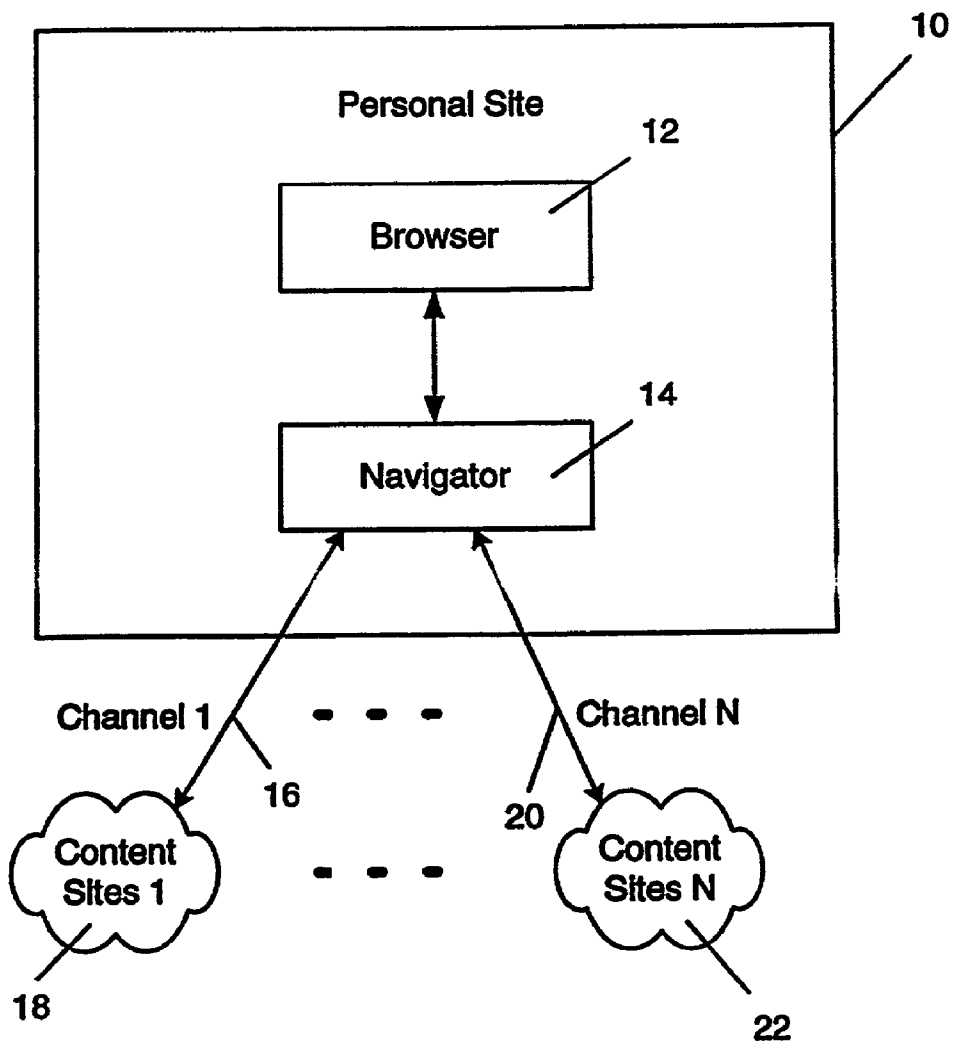 10
Personal Site
12
Browser
14
Navigator
Channel 1
Channel N
16
20
Content
Sites 1
Content
Sites N
18
22